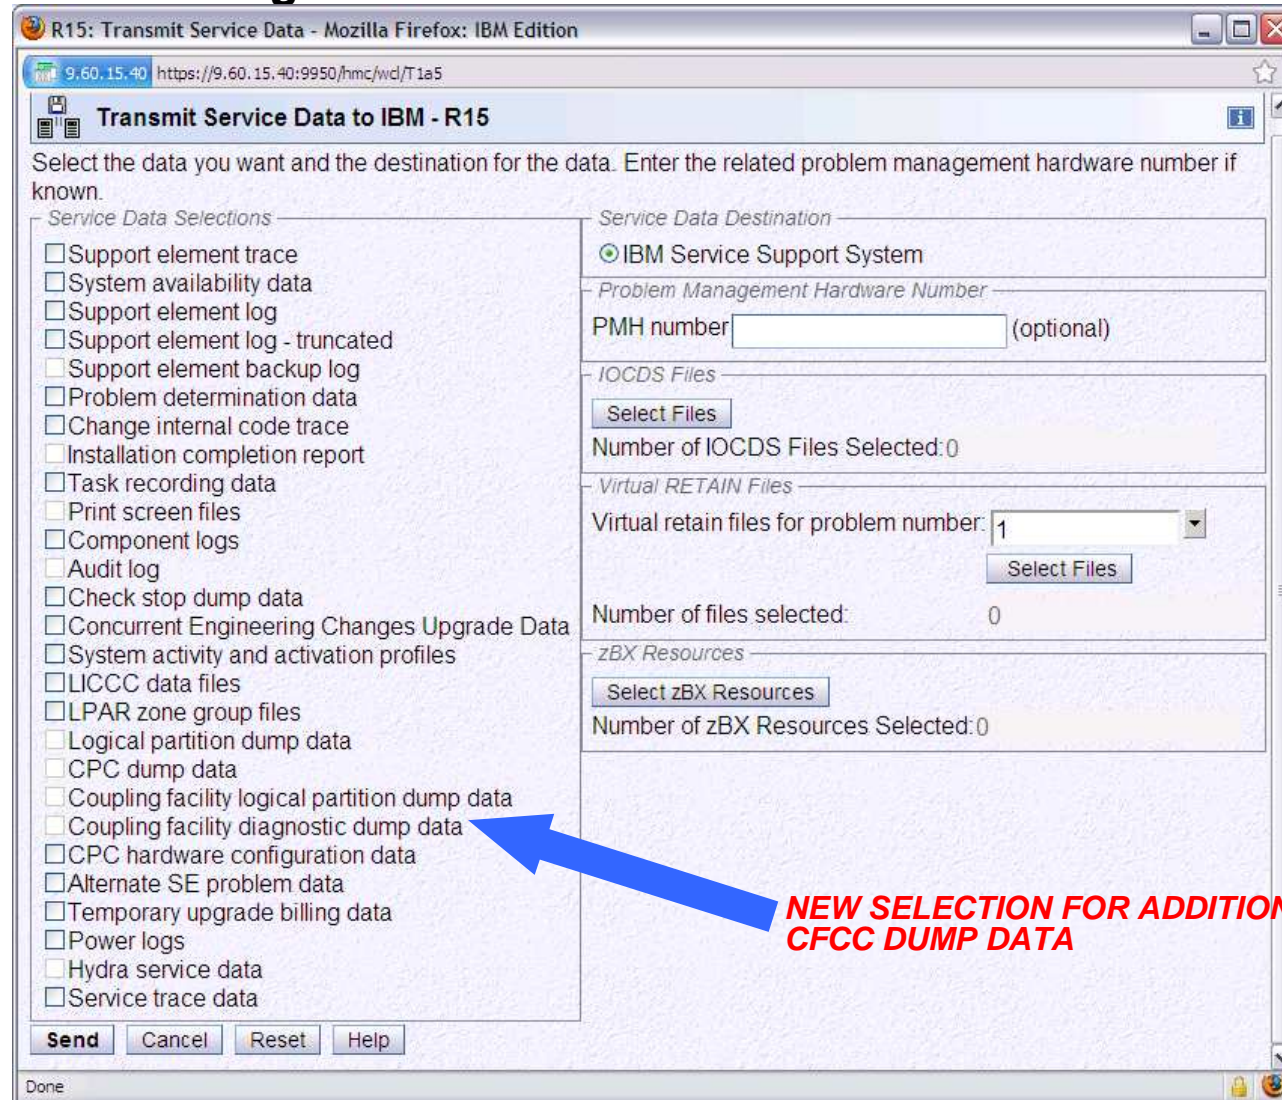 R15: Transmit Service Data - Mozilla Firefox: IBM Edition
9.60.15.40 https://9.60.15.40:9950/hmc/wcl/T1a5
Transmit Service Data to IBM - R15
Select the data you want and the destination for the data. Enter the related problem management hardware number if
known.
Service Data Selections
Support element trace
System availability data
Support element log
Support element log - truncated
Support element backup log
Problem determination data
Change internal code trace
Installation completion report
Task recording data
Print screen files
Component logs
Audit log
Check stop dump data
Concurrent Engineering Changes Upgrade Data
System activity and activation profiles
LICCC data files
LPAR zone group files
Logical partition dump data
CPC dump data
Coupling facility logical partition dump data
Coupling facility diagnostic dump data
CPC hardware configuration data
Alternate SE problem data
Temporary upgrade billing data
Power logs
Hydra service data
Service trace data
Service Data Destination
IBM Service Support System
Problem Management Hardware Number
PMH number (optional)
IOCDS Files
Select Files
Number of IOCDS Files Selected: 0
Virtual RETAIN Files
Virtual retain files for problem number: 1
Select Files
Number of files selected: 0
zBX Resources
Select zBX Resources
Number of zBX Resources Selected: 0
NEW SELECTION FOR ADDITION
CFCC DUMP DATA
Send Cancel Reset Help
Done